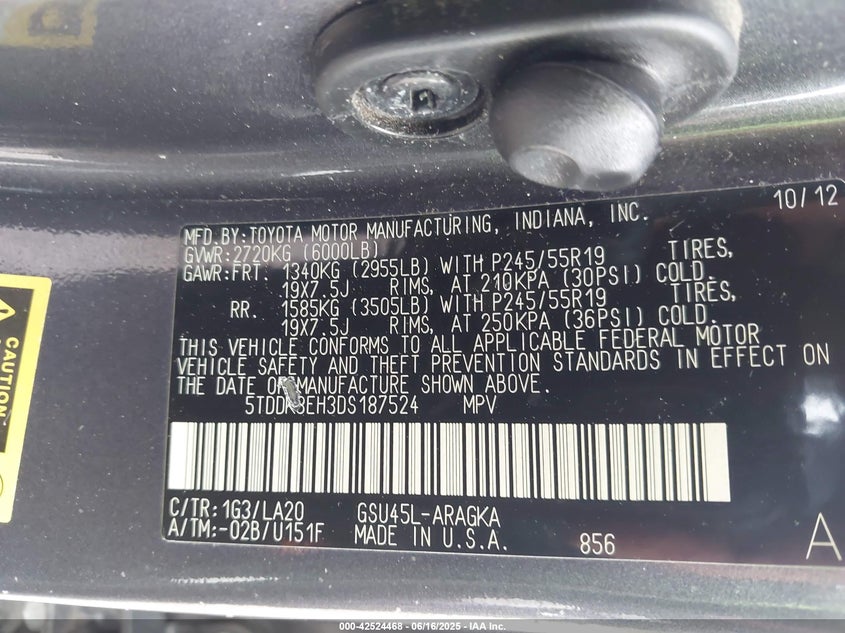 10/12
MFD.BY:TOYOTA MOTOR MANUFACTURING, INDIANA, INC.
GVWR:2720KG (6000LB)
GAWR:FRT. 1340KG (2955LB) WITH P245/55R19 TIRES,
19X7.5J RIMS, AT 210KPA (30PSI) COLD.
RR. 1585KG (3505LB) WITH P245/55R19 TIRES,
19X7.5J RIMS, AT 250KPA (36PSI) COLD.
THIS VEHICLE CONFORMS TO ALL APPLICABLE FEDERAL MOTOR
VEHICLE SAFETY AND THEFT PREVENTION STANDARDS IN EFFECT ON
THE DATE OF MANUFACTURE SHOWN ABOVE.
5TDDK3EH3DS187524 MPV
C/TR:1G3/LA20 GSU45L-ARAGKA
A/TM:-02B/U151F MADE IN U.S.A. 856
A
CAUTION
000-42524468 - 06/16/2025 - IAA Inc.